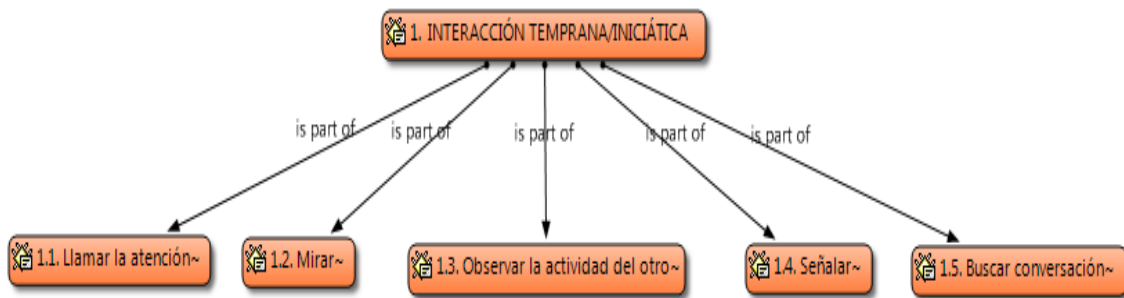 1. INTERACCIÓN TEMPRANA/INICIÁTICA
is part of
is part of
is part of
is part of
is part of
1.1. Llamar la atención~
1.2. Mirar~
1.3. Observar la actividad del otro~
1.4. Señalar~
1.5. Buscar conversación~